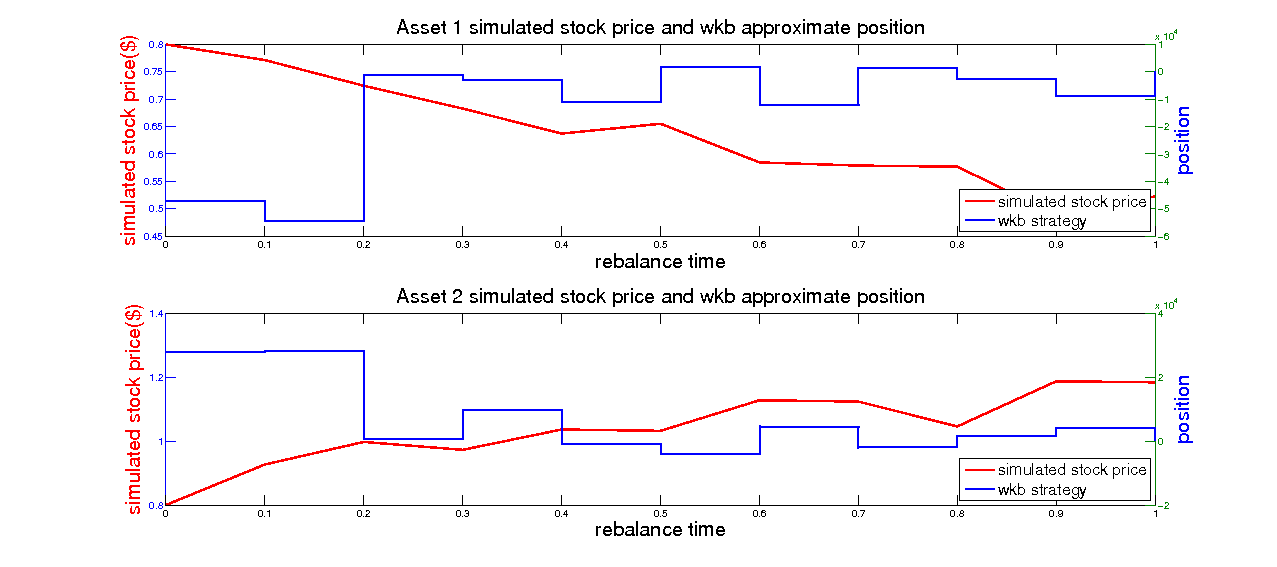 Asset 1 simulated stock price and wkb approximate position
x 10^4
simulated stock price($)
0.8
0.75
0.7
0.65
0.6
0.55
0.5
0.45
1
0
-1
-2
-3
-4
-5
-6
position
simulated stock price
wkb strategy
0 0.1 0.2 0.3 0.4 0.5 0.6 0.7 0.8 0.9 1
rebalance time
Asset 2 simulated stock price and wkb approximate position
x 10^4
simulated stock price($)
1.4
1.2
1
0.8
4
2
0
-2
position
simulated stock price
wkb strategy
0 0.1 0.2 0.3 0.4 0.5 0.6 0.7 0.8 0.9 1
rebalance time